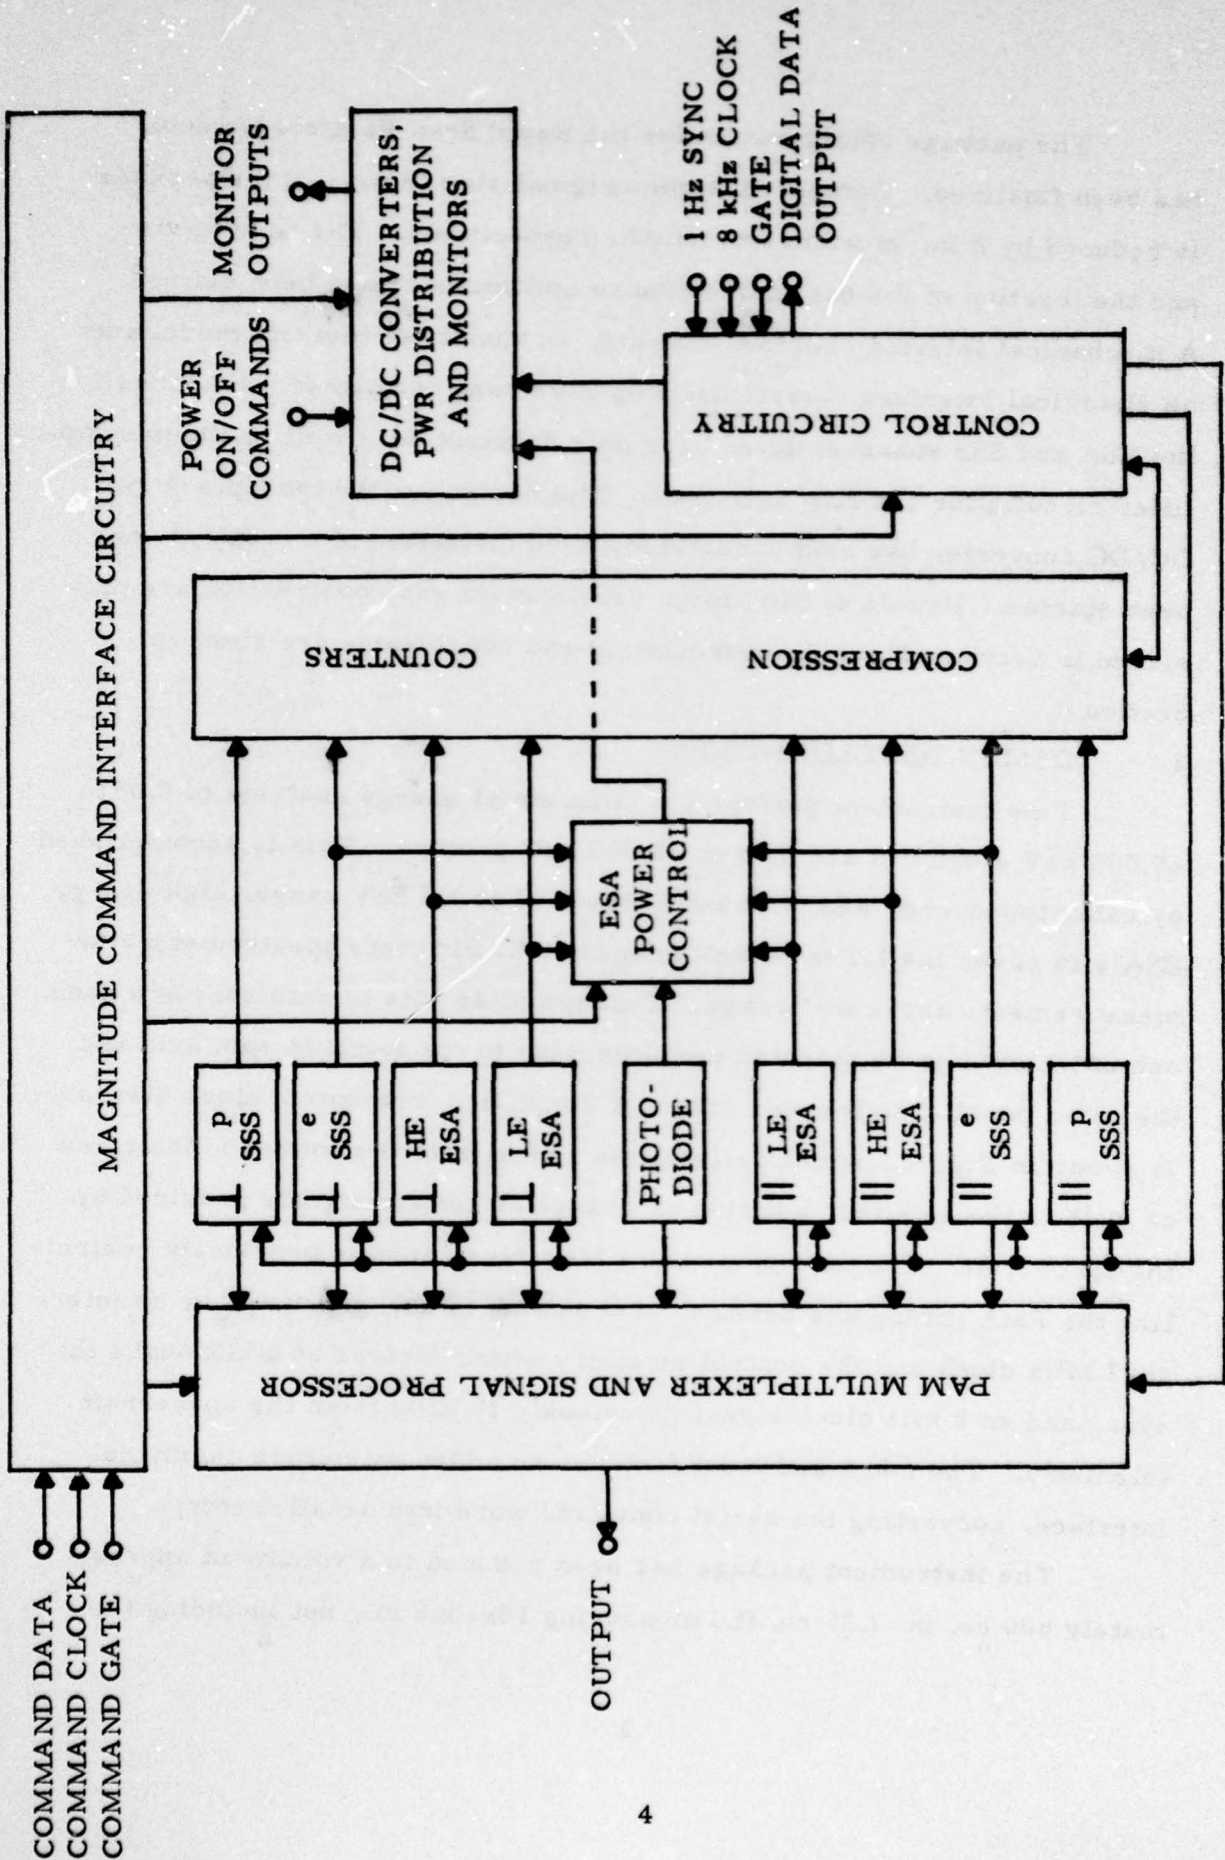 COMMAND DATA
COMMAND CLOCK
COMMAND GATE
MAGNITUDE COMMAND INTERFACE CIRCUITRY
POWER
ON/OFF
COMMANDS
MONITOR
OUTPUTS
DC/DC CONVERTERS,
PWR DISTRIBUTION
AND MONITORS
OUTPUT
PAM MULTIPLEXER AND SIGNAL PROCESSOR
⊥ p
SSS
⊥ e
SSS
⊥ HE
ESA
⊥ LE
ESA
PHOTO-
DIODE
|| LE
ESA
|| HE
ESA
|| e
SSS
|| p
SSS
ESA
POWER
CONTROL
COUNTERS
COMPRESSION
CONTROL CIRCUITRY
1 Hz SYNC
8 kHz CLOCK
GATE
DIGITAL DATA
OUTPUT
4